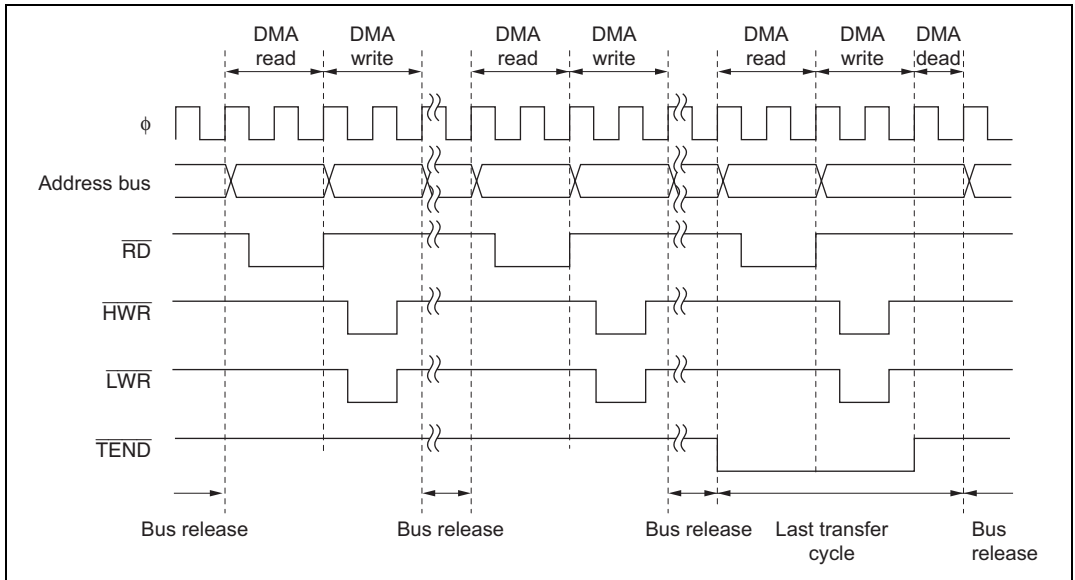 DMA DMA DMA DMA DMA DMA DMA
read write read write read write dead
φ
Address bus
RD
HWR
LWR
TEND
Bus release Bus release Bus release Last transfer Bus
cycle release